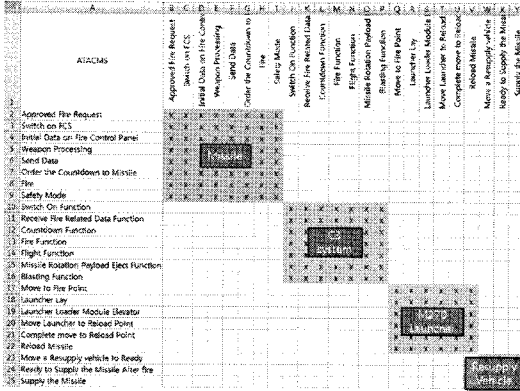 A B C D E F G H I J K L M N O P Q R S T U V W X
ATACMS
Approved Fire Request
Switch on FCS
Initial Data on Fire Control
Weapon Processing
Send Data
Order the Countdown to
Fire
Safety Mode
Switch On Function
Receive Fire Related Data
Countdown Function
Fire Function
Flight Function
Missile Rotation Payload
Blasting Function
Move to Fire Point
Launcher Lay
Launcher Loader Module
Move Launcher to Reload
Complete move to Reload
Reload Missile
Move a Resupply vehicle
Ready to Supply the Missile
Supply the Missile
1
2 Approved Fire Request
3 Switch on FCS
4 Initial Data on Fire Control Panel
5 Weapon Processing
6 Send Data
7 Order the Countdown to Missile
8 Fire
9 Safety Mode
10 Switch On Function
11 Receive Fire Related Data Function
12 Countdown Function
13 Fire Function
14 Flight Function
15 Missile Rotation Payload Eject Function
16 Blasting Function
17 Move to Fire Point
18 Launcher Lay
19 Launcher Loader Module Elevator
20 Move Launcher to Reload Point
21 Complete move to Reload Point
22 Reload Missile
23 Move a Resupply vehicle to Ready
24 Ready to Supply the Missile After fire
25 Supply the Missile
Missile
System
Launcher
Resupply
Vehicle